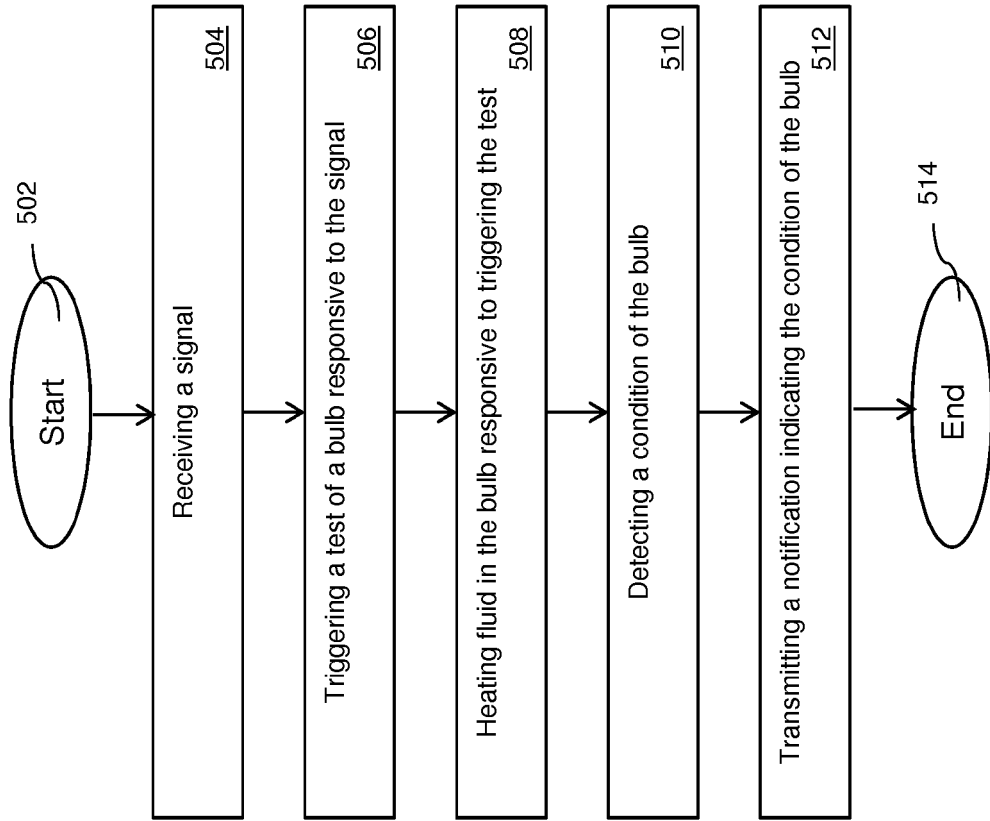 Start
502
Receiving a signal
504
Triggering a test of a bulb responsive to the signal
506
Heating fluid in the bulb responsive to triggering the test
508
Detecting a condition of the bulb
510
Transmitting a notification indicating the condition of the bulb
512
End
514